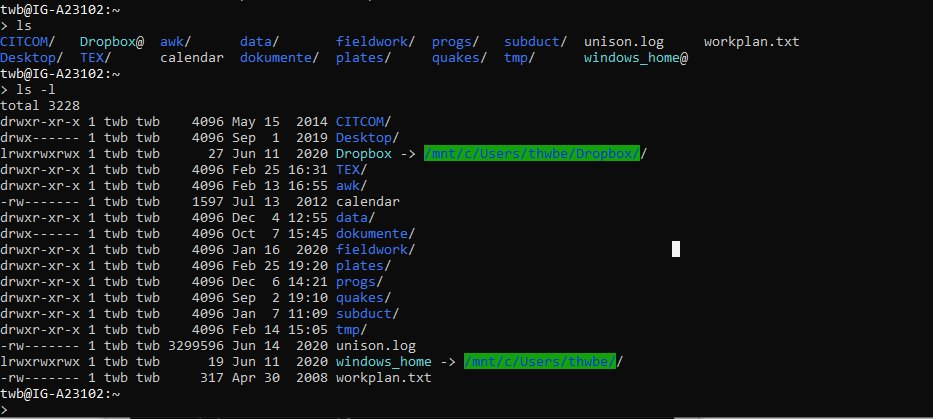 twb@IG-A23102:~
> ls
CITCOM/   Dropbox@  awk/      data/       fieldwork/  progs/  subduct/  unison.log     workplan.txt
Desktop/  TEX/      calendar  dokumente/  plates/     quakes/  tmp/      windows_home@
twb@IG-A23102:~
> ls -l
total 3228
drwxr-xr-x 1 twb twb    4096 May 15  2014 CITCOM/
drwx------ 1 twb twb    4096 Sep  1  2019 Desktop/
lrwxrwxrwx 1 twb twb      27 Jun 11  2020 Dropbox -> /mnt/c/Users/thwbe/Dropbox//
drwxr-xr-x 1 twb twb    4096 Feb 25 16:31 TEX/
drwxr-xr-x 1 twb twb    4096 Feb 13 16:55 awk/
-rw------- 1 twb twb    1597 Jul 13  2012 calendar
drwxr-xr-x 1 twb twb    4096 Dec  4 12:55 data/
drwx------ 1 twb twb    4096 Oct  7 15:45 dokumente/
drwxr-xr-x 1 twb twb    4096 Jan 16  2020 fieldwork/
drwxr-xr-x 1 twb twb    4096 Feb 25 19:20 plates/
drwxr-xr-x 1 twb twb    4096 Dec  6 14:21 progs/
drwxr-xr-x 1 twb twb    4096 Sep  2 19:10 quakes/
drwxr-xr-x 1 twb twb    4096 Jan  7 11:09 subduct/
drwxr-xr-x 1 twb twb    4096 Feb 14 15:05 tmp/
-rw------- 1 twb twb 3299596 Jun 14  2020 unison.log
lrwxrwxrwx 1 twb twb      19 Jun 11  2020 windows_home -> /mnt/c/Users/thwbe//
-rw------- 1 twb twb     317 Apr 30  2008 workplan.txt
twb@IG-A23102:~
>